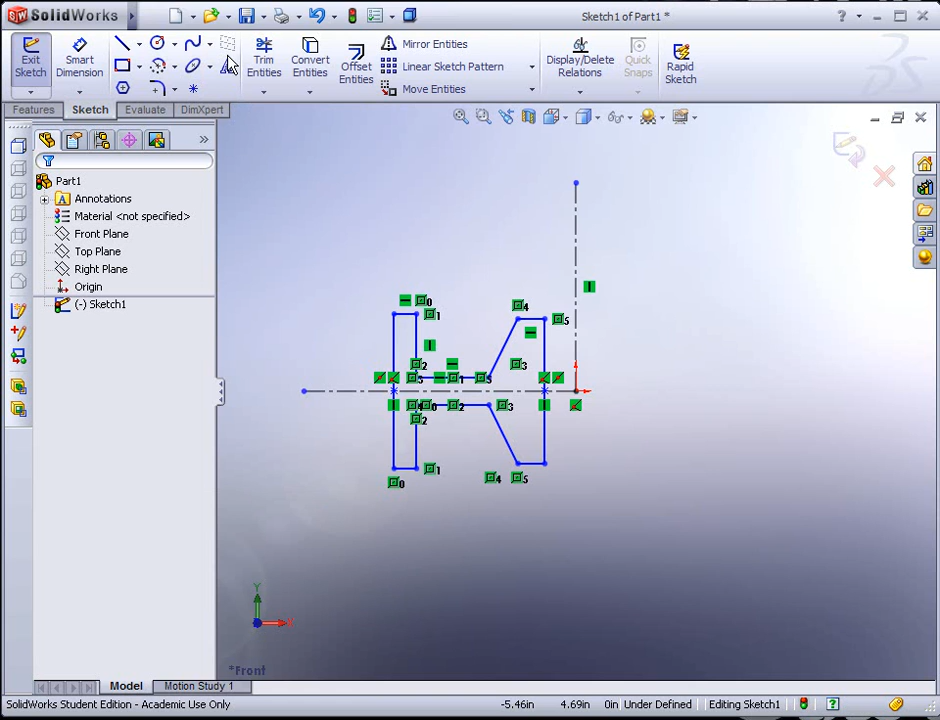 SolidWorks
Sketch1 of Part1 *
Exit Sketch
Smart Dimension
Trim Entities
Convert Entities
Offset Entities
Mirror Entities
Linear Sketch Pattern
Move Entities
Display/Delete Relations
Quick Snaps
Rapid Sketch
Features
Sketch
Evaluate
DimXpert
Part1
Annotations
Material <not specified>
Front Plane
Top Plane
Right Plane
Origin
(-) Sketch1
Y
X
*Front
Model
Motion Study 1
SolidWorks Student Edition - Academic Use Only
-5.46in
4.69in
0in
Under Defined
Editing Sketch1